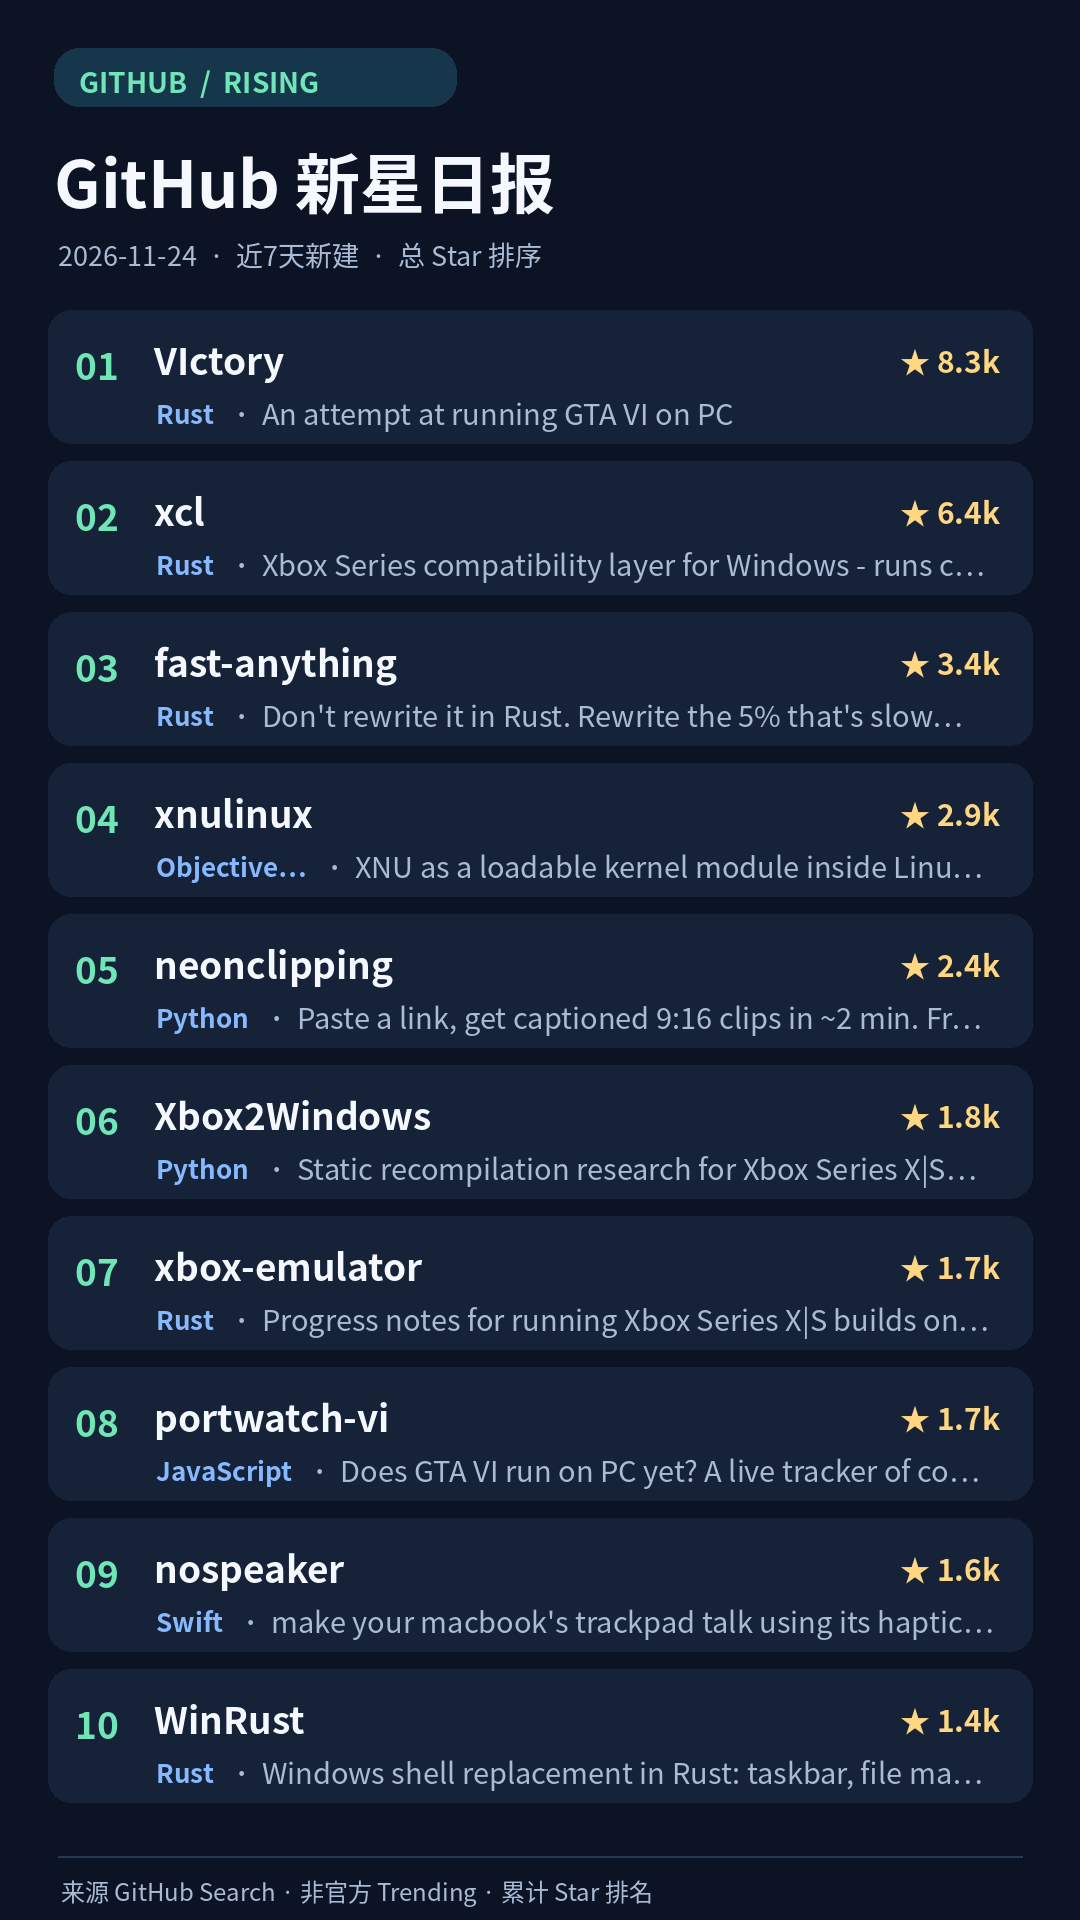 GITHUB / RISING
GitHub 新星日报
2026-11-24 · 近7天新建 · 总 Star 排序
01 VIctory ★ 8.3k
Rust · An attempt at running GTA VI on PC
02 xcl ★ 6.4k
Rust · Xbox Series compatibility layer for Windows - runs c…
03 fast-anything ★ 3.4k
Rust · Don't rewrite it in Rust. Rewrite the 5% that's slow…
04 xnulinux ★ 2.9k
Objective… · XNU as a loadable kernel module inside Linu…
05 neonclipping ★ 2.4k
Python · Paste a link, get captioned 9:16 clips in ~2 min. Fr…
06 Xbox2Windows ★ 1.8k
Python · Static recompilation research for Xbox Series X|S…
07 xbox-emulator ★ 1.7k
Rust · Progress notes for running Xbox Series X|S builds on…
08 portwatch-vi ★ 1.7k
JavaScript · Does GTA VI run on PC yet? A live tracker of co…
09 nospeaker ★ 1.6k
Swift · make your macbook's trackpad talk using its haptic…
10 WinRust ★ 1.4k
Rust · Windows shell replacement in Rust: taskbar, file ma…
来源 GitHub Search · 非官方 Trending · 累计 Star 排名